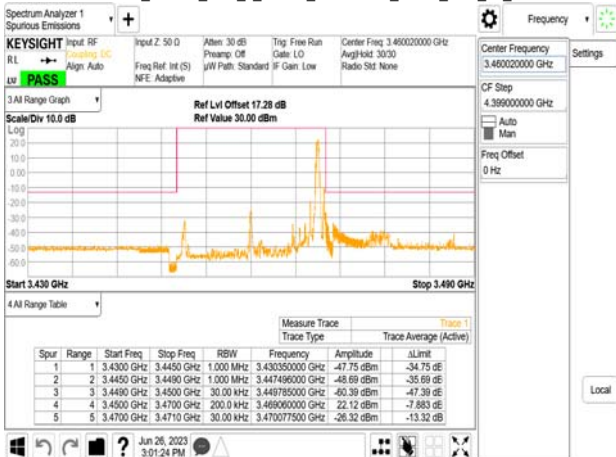 Spectrum Analyzer 1
Spurious Emissions
+
Frequency
KEYSIGHT Input: RF Input Z: 50 Ω Atten: 30 dB Trig: Free Run Center Freq: 3.460020000 GHz
RL Coupling: DC Preamp: Off Gate: LO Avg|Hold: 30/30
Align: Auto Freq Ref: Int (S) µW Path: Standard IF Gain: Low Radio Std: None
NFE: Adaptive
PASS
Center Frequency
3.460020000 GHz
Settings
CF Step
4.399000000 GHz
Auto
Man
Freq Offset
0 Hz
3 All Range Graph
Ref Lvl Offset 17.28 dB
Scale/Div 10.0 dB Ref Value 30.00 dBm
Log
20.0
10.0
0.00
-10.0
-20.0
-30.0
-40.0
-50.0
-60.0
Start 3.430 GHz Stop 3.490 GHz
4 All Range Table
Measure Trace Trace 1
Trace Type Trace Average (Active)
Spur Range Start Freq Stop Freq RBW Frequency Amplitude ΔLimit
1 1 3.4300 GHz 3.4450 GHz 1.000 MHz 3.430350000 GHz -47.75 dBm -34.75 dE
2 2 3.4450 GHz 3.4490 GHz 1.000 MHz 3.447496000 GHz -48.69 dBm -35.69 dE
3 3 3.4490 GHz 3.4500 GHz 30.00 kHz 3.449785000 GHz -60.39 dBm -47.39 dE
4 4 3.4500 GHz 3.4700 GHz 200.0 kHz 3.469060000 GHz 22.12 dBm -7.883 dE
5 5 3.4700 GHz 3.4710 GHz 30.00 kHz 3.470077500 GHz -26.32 dBm -13.32 dB
Local
? Jun 26, 2023
3:01:24 PM